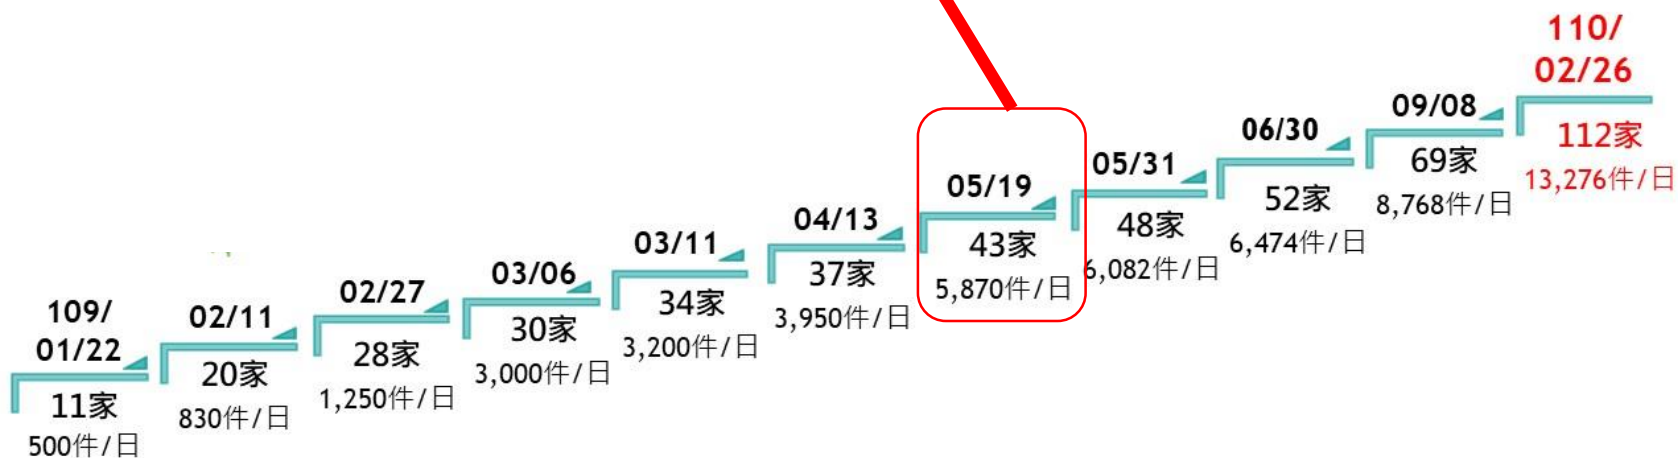 109/
01/22
11家
500件/日
02/11
20家
830件/日
02/27
28家
1,250件/日
03/06
30家
3,000件/日
03/11
34家
3,200件/日
04/13
37家
3,950件/日
05/19
43家
5,870件/日
05/31
48家
6,082件/日
06/30
52家
6,474件/日
09/08
69家
8,768件/日
110/
02/26
112家
13,276件/日